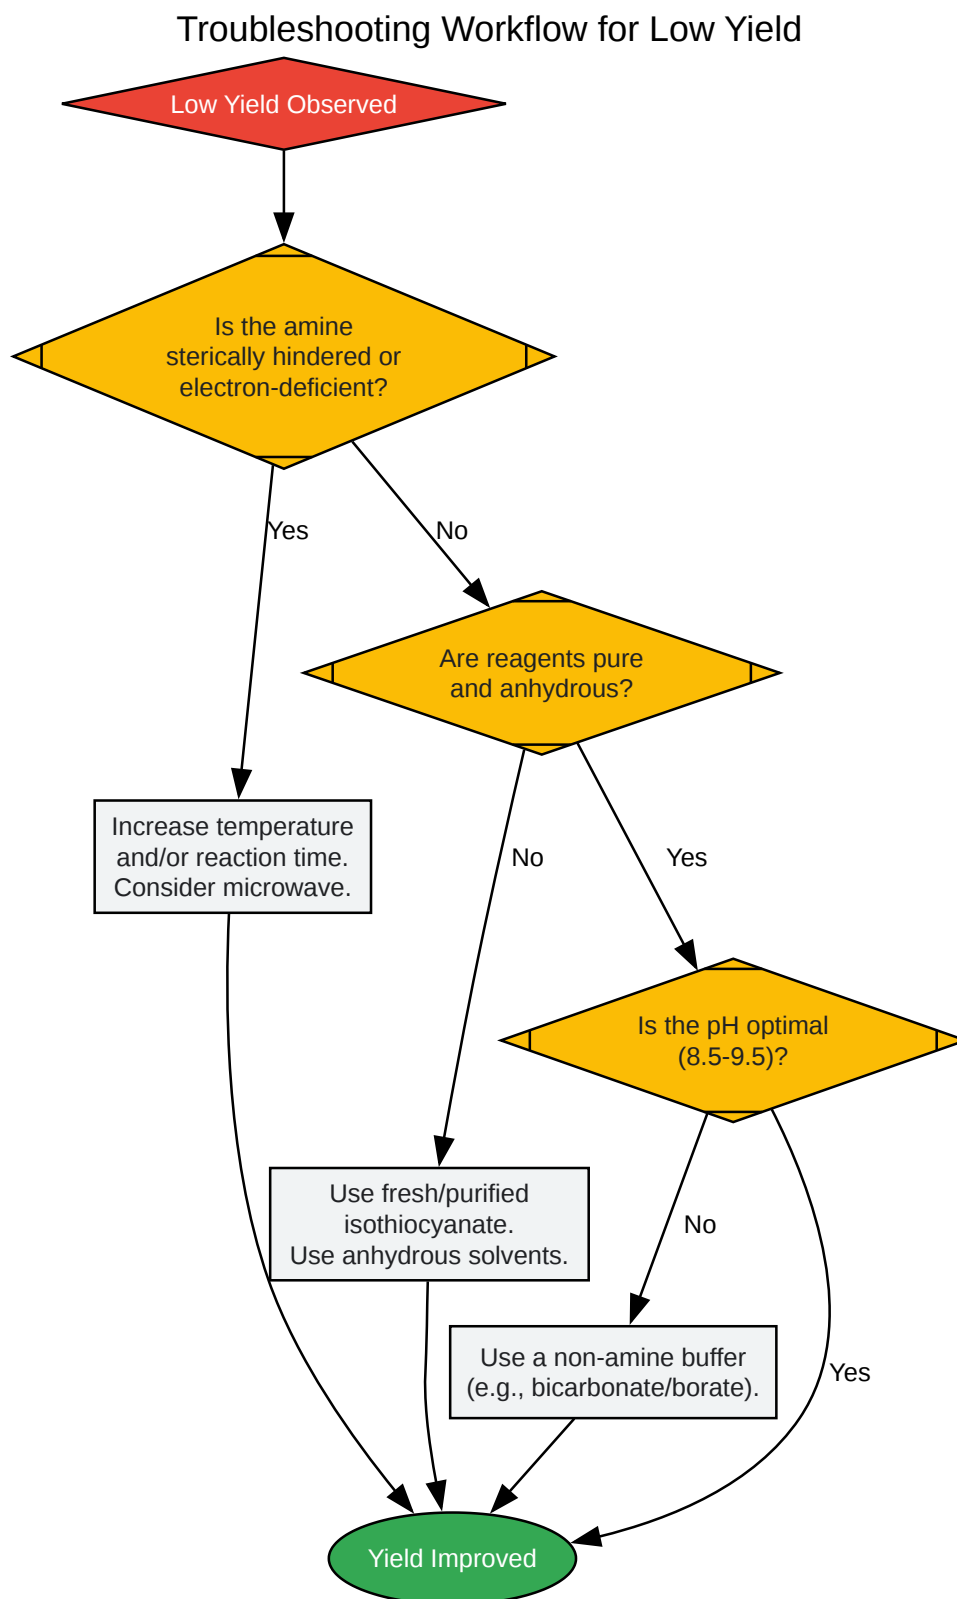 Troubleshooting Workflow for Low Yield
Low Yield Observed
Is the amine
sterically hindered or
electron-deficient?
Yes
No
Are reagents pure
and anhydrous?
Increase temperature
and/or reaction time.
Consider microwave.
No
Yes
Is the pH optimal
(8.5-9.5)?
Use fresh/purified
isothiocyanate.
Use anhydrous solvents.
No
Use a non-amine buffer
(e.g., bicarbonate/borate).
Yes
Yield Improved